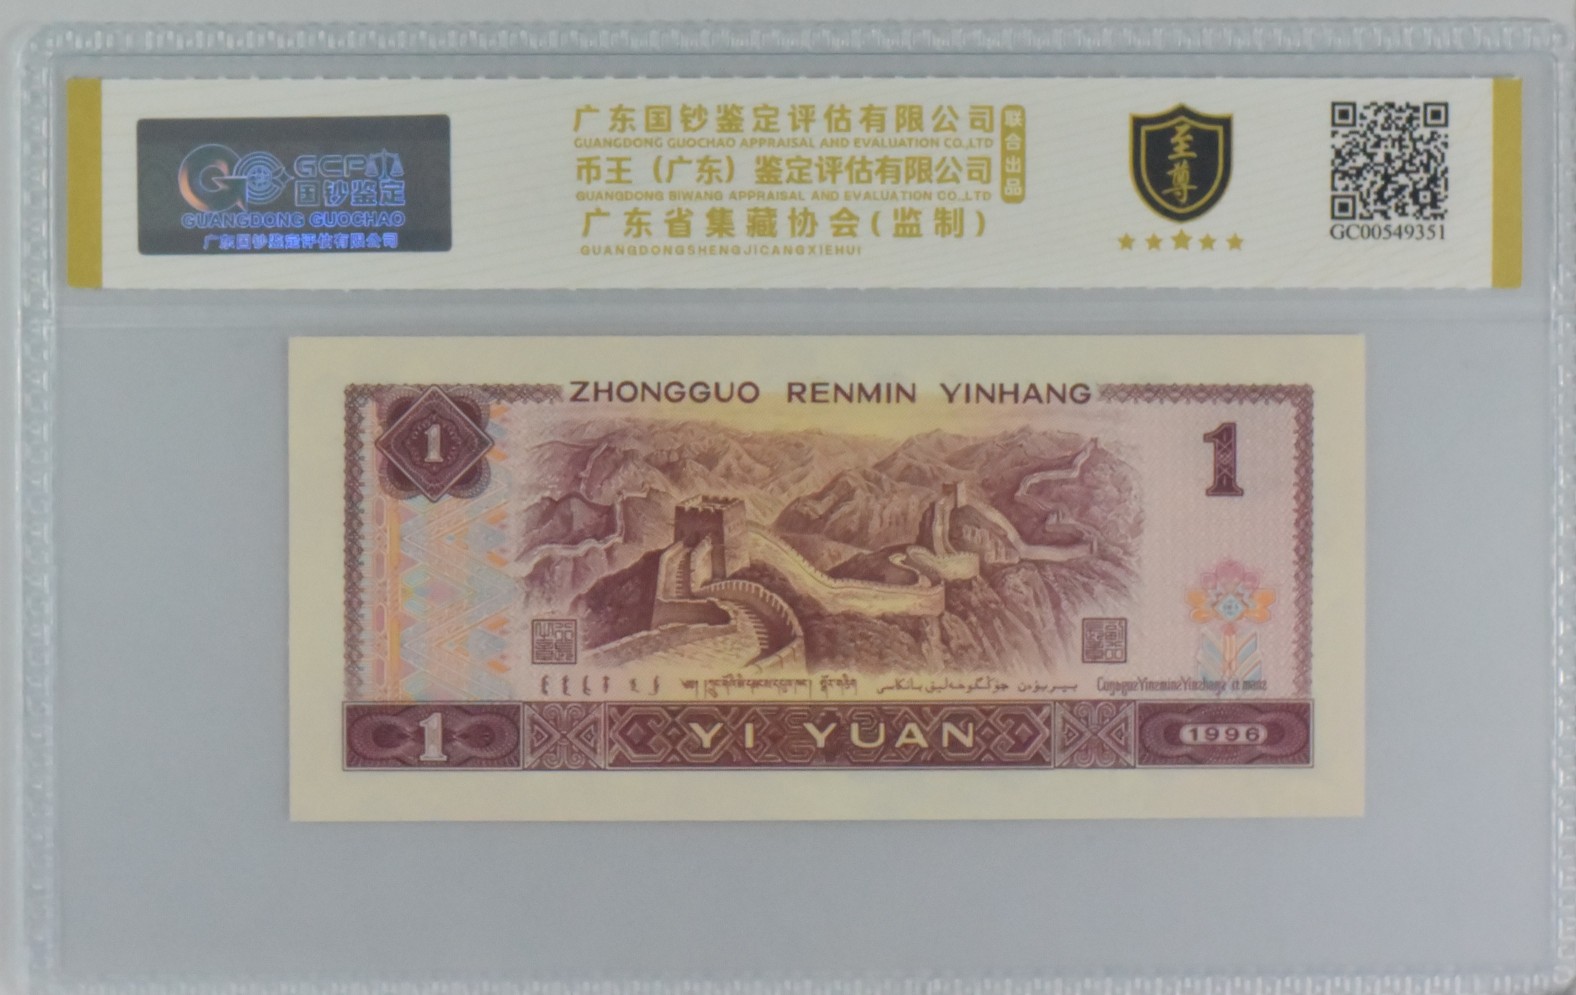 GCP
国钞鉴定
GUANGDONG GUOCHAO
广东国钞鉴定评估有限公司
广东国钞鉴定评估有限公司
GUANGDONG GUOCHAO APPRAISAL AND EVALUATION CO.,LTD
币王（广东）鉴定评估有限公司
GUANGDONG BIWANG APPRAISAL AND EVALUATION CO.,LTD
广东省集藏协会(监制)
GUANGDONGSHENGJICANGXIEHUI
联合出品
至尊
GC00549351
ZHONGGUO RENMIN YINHANG
1
1
1
YI YUAN
1996